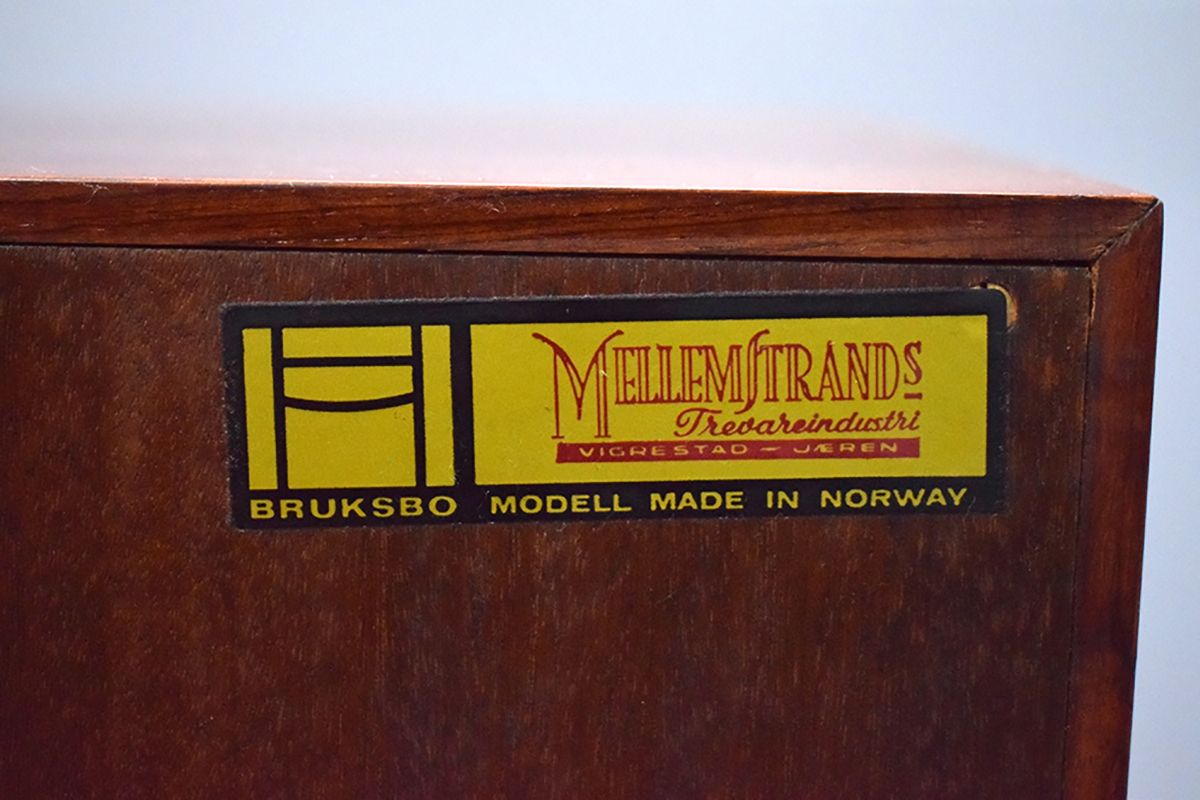 MELLEMSTRANDS
Trevareindustri
VIGRESTAD - JÆREN
BRUKSBO MODELL MADE IN NORWAY